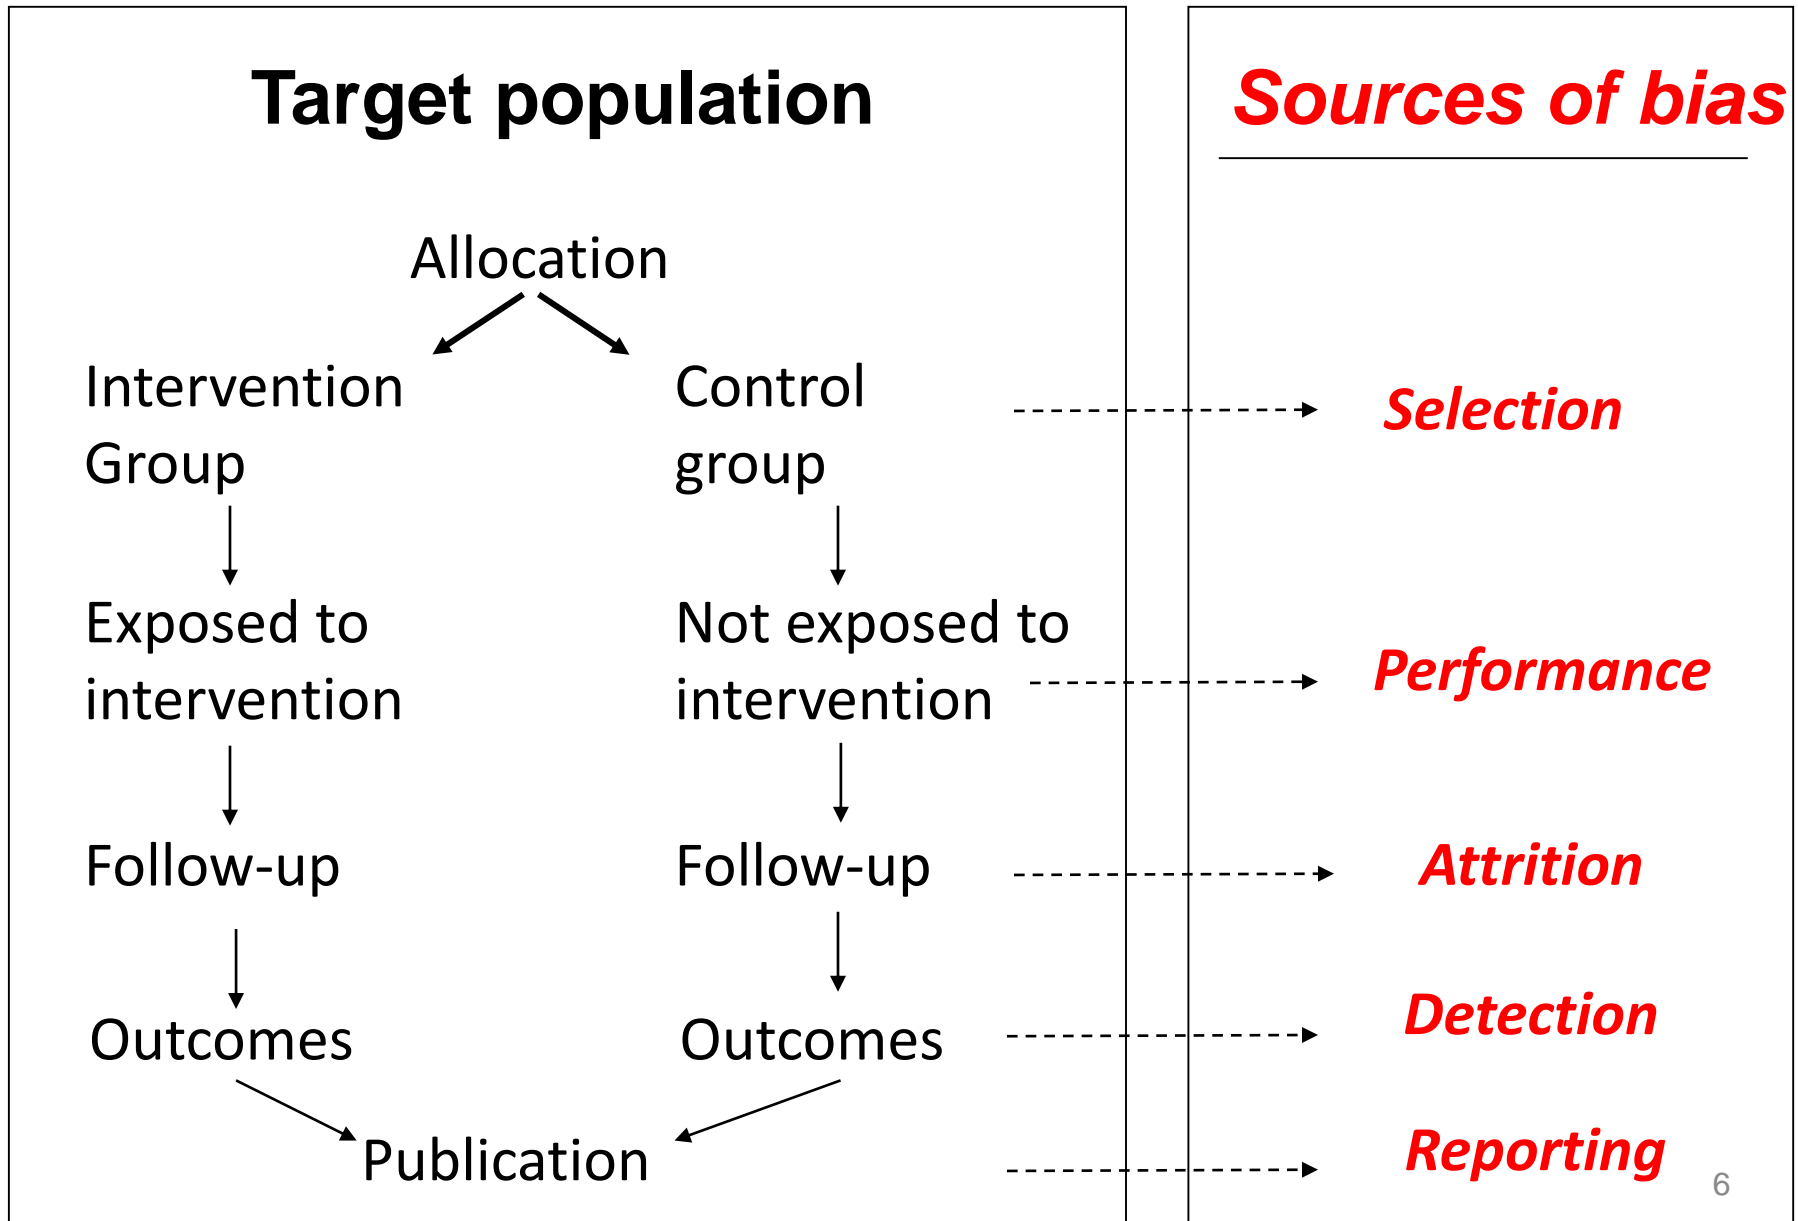 Target population
Sources of bias
Allocation
Intervention
Group
Control
group
Selection
Exposed to
intervention
Not exposed to
intervention
Performance
Follow-up
Follow-up
Attrition
Outcomes
Outcomes
Detection
Publication
Reporting
6